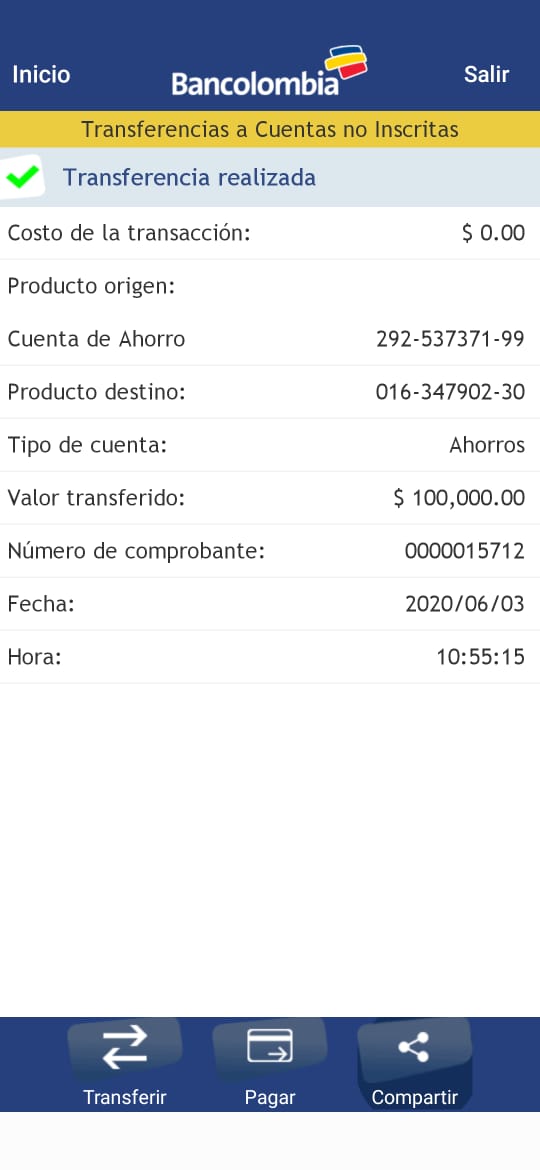 Inicio Bancolombia Salir
Transferencias a Cuentas no Inscritas
Transferencia realizada
Costo de la transacción: $ 0.00
Producto origen:
Cuenta de Ahorro 292-537371-99
Producto destino: 016-347902-30
Tipo de cuenta: Ahorros
Valor transferido: $ 100,000.00
Número de comprobante: 0000015712
Fecha: 2020/06/03
Hora: 10:55:15
Transferir Pagar Compartir